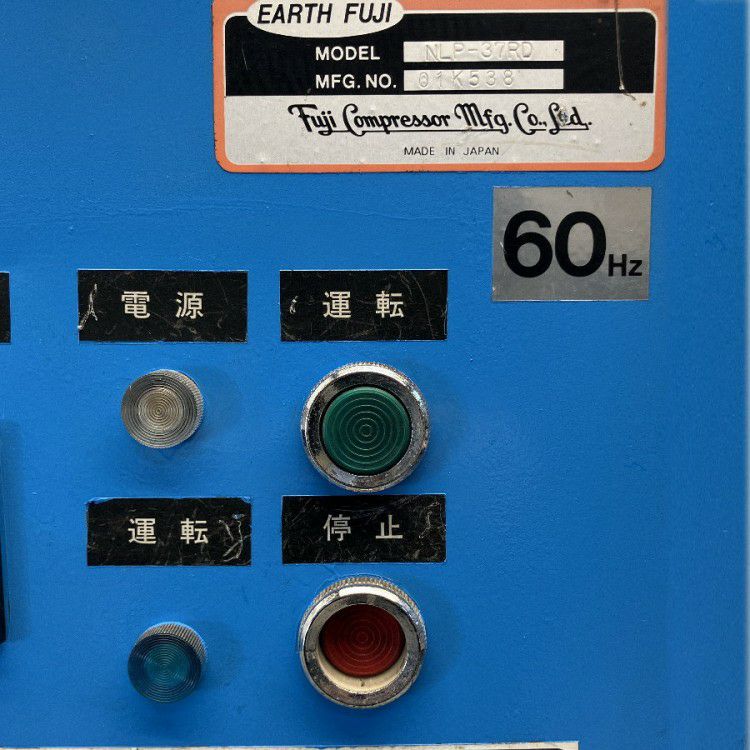 EARTH FUJI
MODEL NLP-37RD
MFG. NO. 01K538
Fuji Compressor Mfg. Co., Ltd.
MADE IN JAPAN
60Hz
電源
運転
運転
停止